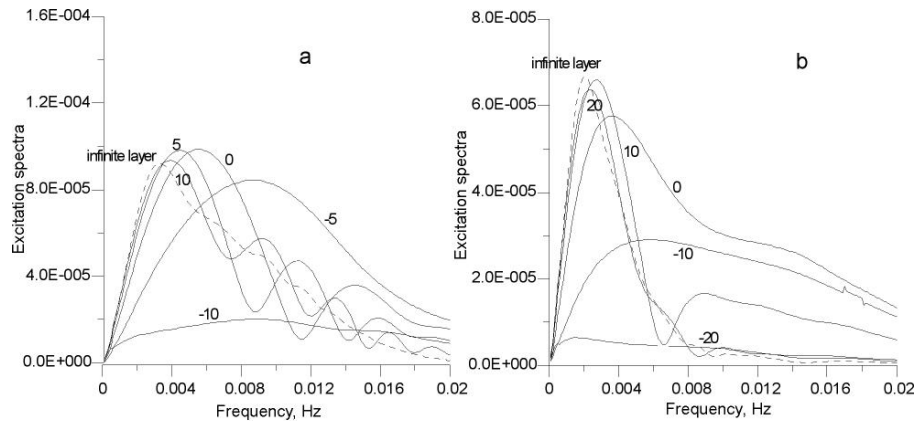 a
1.6E-004
1.2E-004
8.0E-005
4.0E-005
0.0E+000
Excitation spectra
infinite layer
5
0
10
-5
-10
0
0.004
0.008
0.012
0.016
0.02
Frequency, Hz
b
8.0E-005
6.0E-005
4.0E-005
2.0E-005
0.0E+000
Excitation spectra
infinite layer
20
10
0
-10
-20
0
0.004
0.008
0.012
0.016
0.02
Frequency, Hz